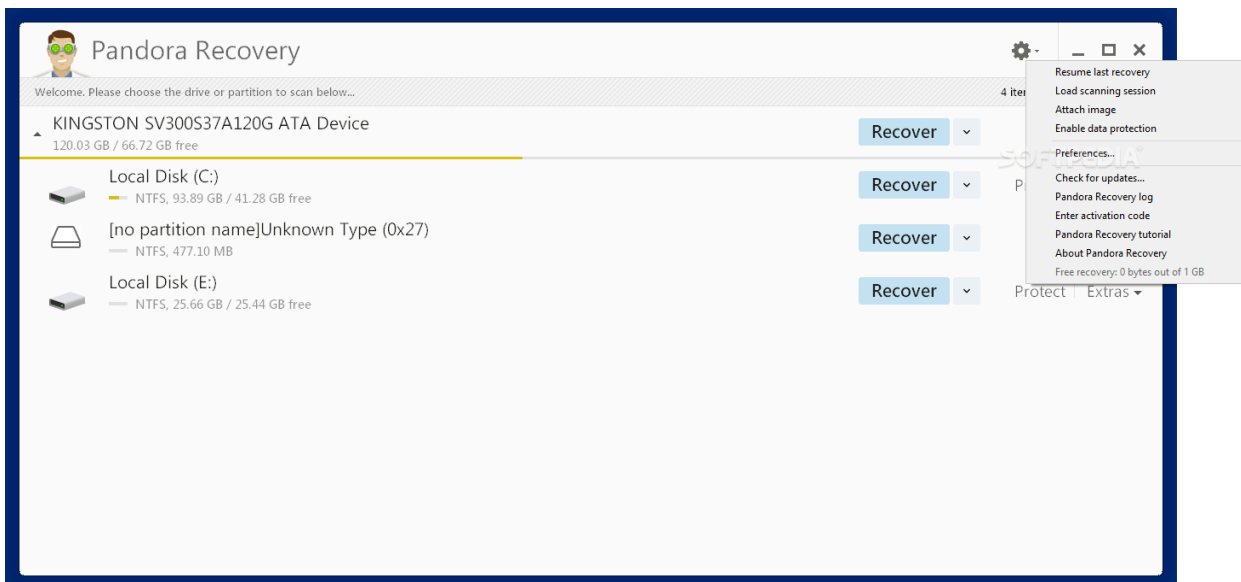 Pandora Recovery
Welcome. Please choose the drive or partition to scan below...
4 iter
KINGSTON SV300S37A120G ATA Device
120.03 GB / 66.72 GB free
Recover
Local Disk (C:)
NTFS, 93.89 GB / 41.28 GB free
Recover
[no partition name]Unknown Type (0x27)
NTFS, 477.10 MB
Recover
Local Disk (E:)
NTFS, 25.66 GB / 25.44 GB free
Recover
Protect
Extras
Resume last recovery
Load scanning session
Attach image
Enable data protection
Preferences...
Check for updates...
Pandora Recovery log
Enter activation code
Pandora Recovery tutorial
About Pandora Recovery
Free recovery: 0 bytes out of 1 GB
SOFTPEDIA